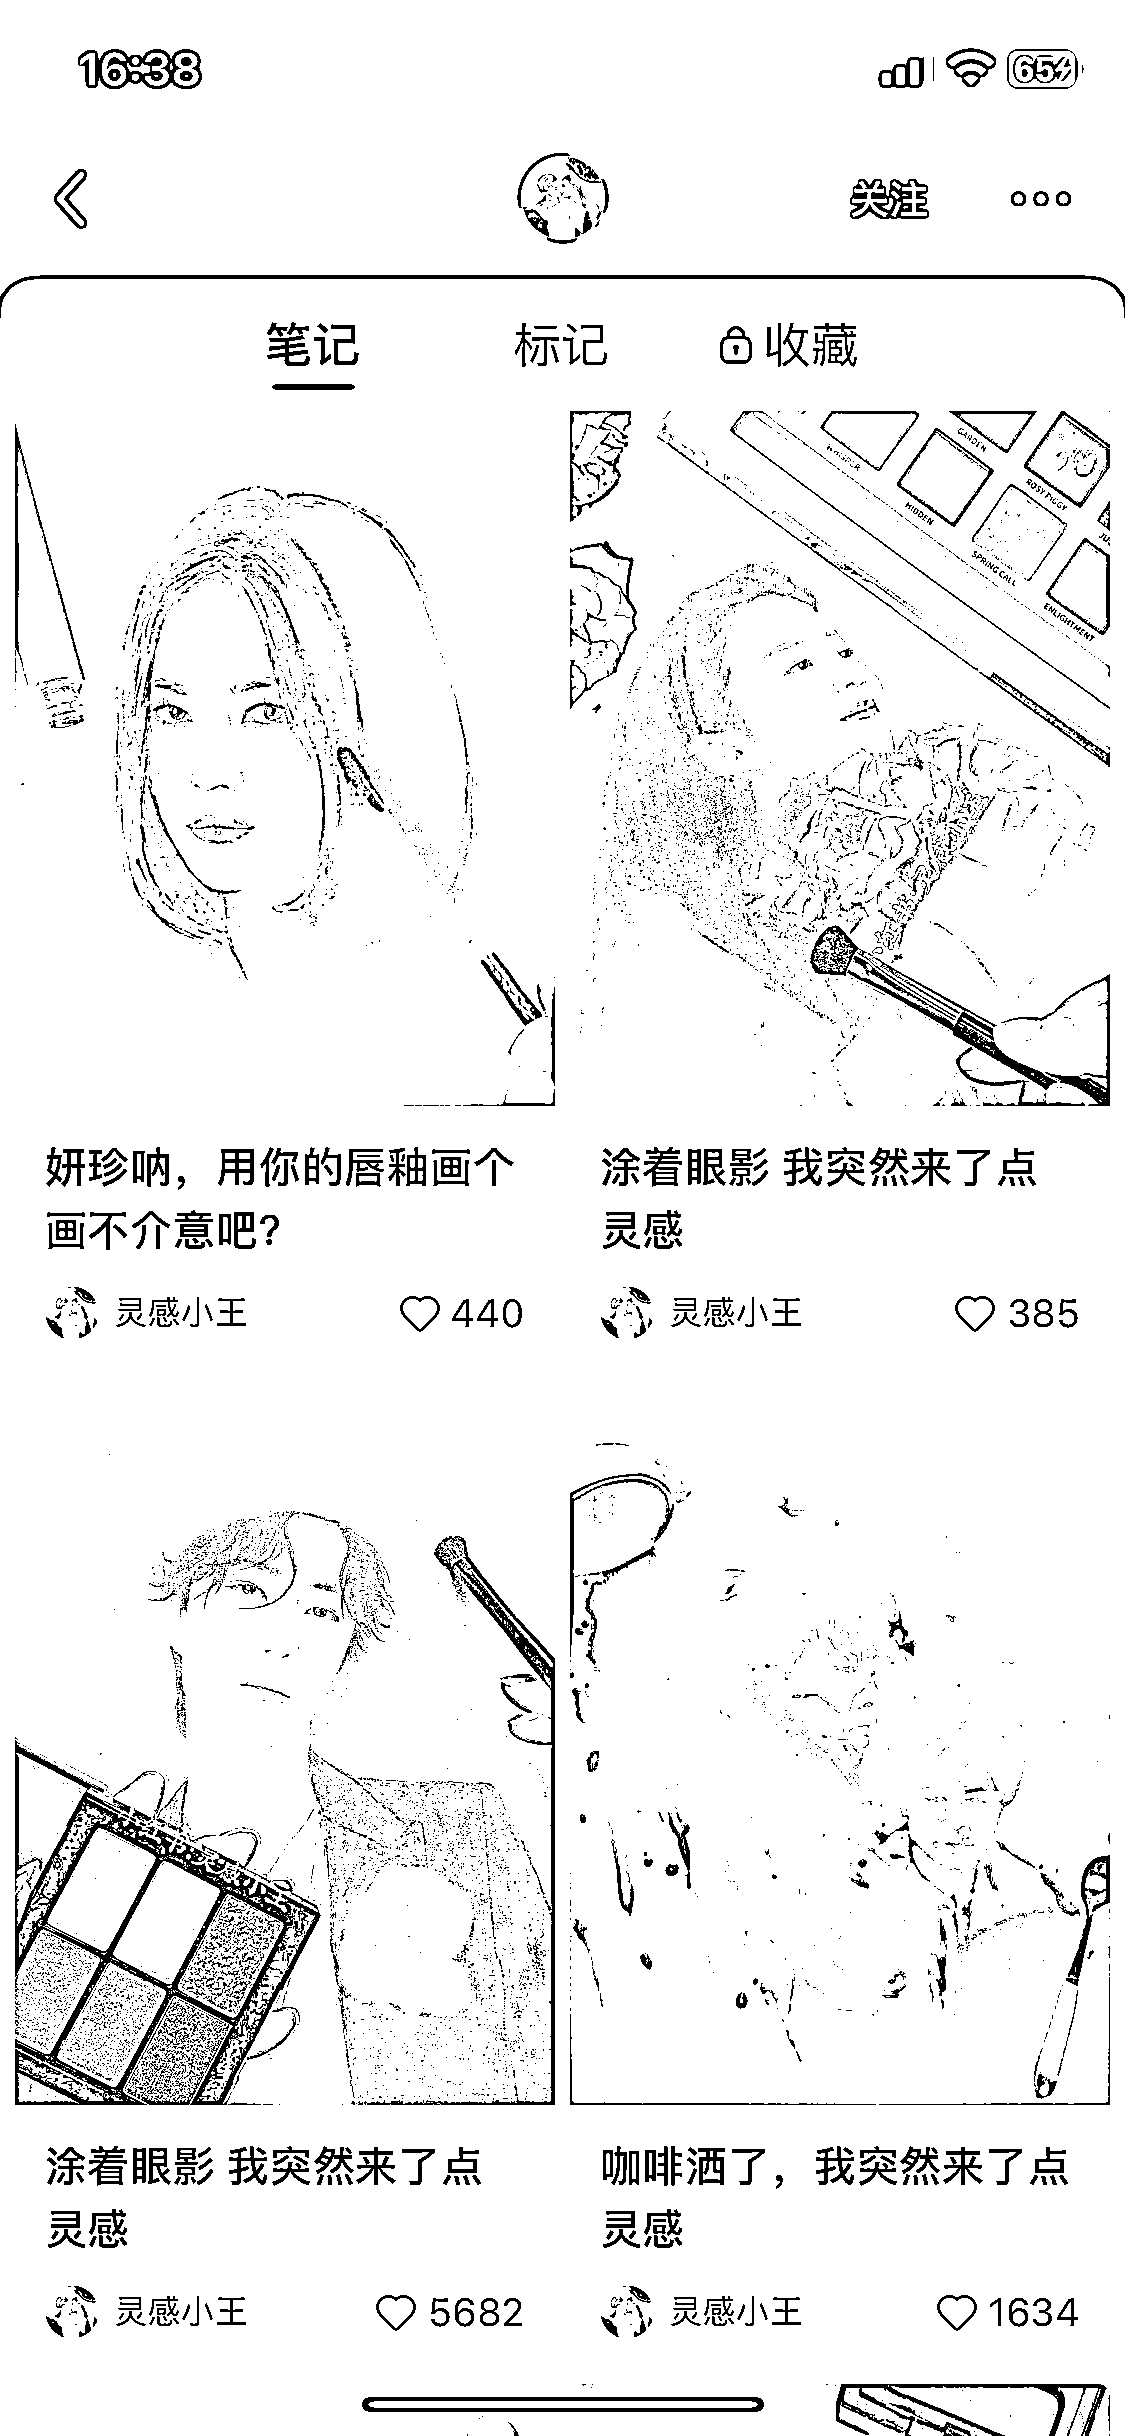 16:38
65
关注
笔记
标记
收藏
WHISPER
GARDEN
HIDDEN
ROSY PIGGY
SPRING CALL
ENLIGHTMENT
妍珍呐，用你的唇釉画个
画不介意吧?
灵感小王
440
涂着眼影 我突然来了点
灵感
灵感小王
385
涂着眼影 我突然来了点
灵感
灵感小王
5682
咖啡洒了，我突然来了点
灵感
灵感小王
1634